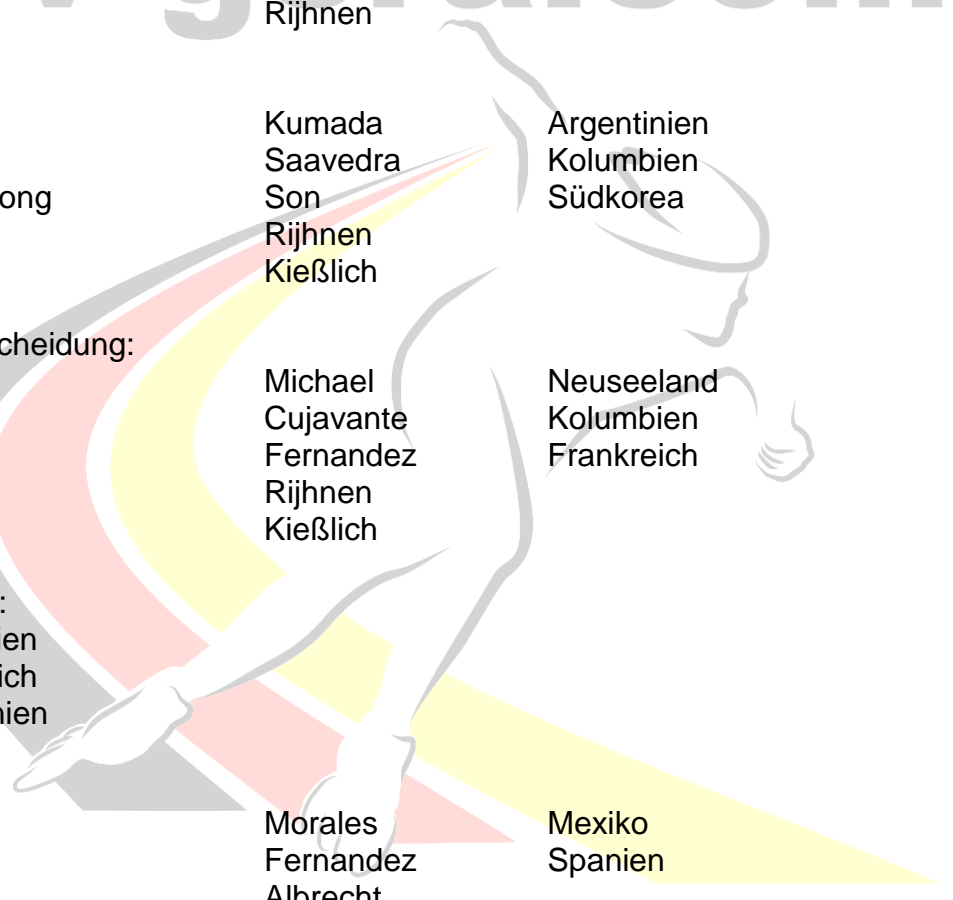 Rijhnen
Kumada Argentinien
Saavedra Kolumbien
ong Son Südkorea
Rijhnen
Kießlich
cheidung:
Michael Neuseeland
Cujavante Kolumbien
Fernandez Frankreich
Rijhnen
Kießlich
:
ien
ich
nien
Morales Mexiko
Fernandez Spanien
Albrecht